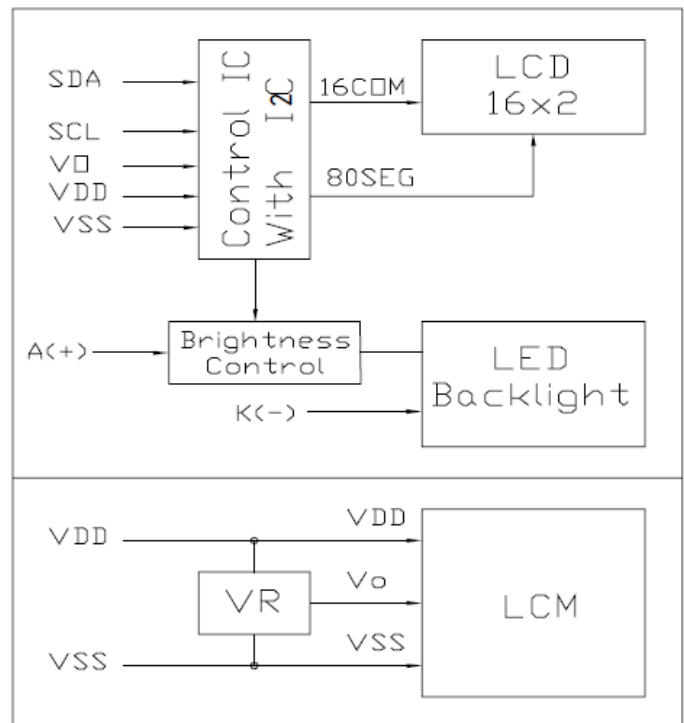 SDA
SCL
VO
VDD
VSS
Control IC
With I2C
16COM
80SEG
LCD
16x2
A(+)
Brightness
Control
K(-)
LED
Backlight
VDD
VSS
VR
VDD
Vo
VSS
LCM